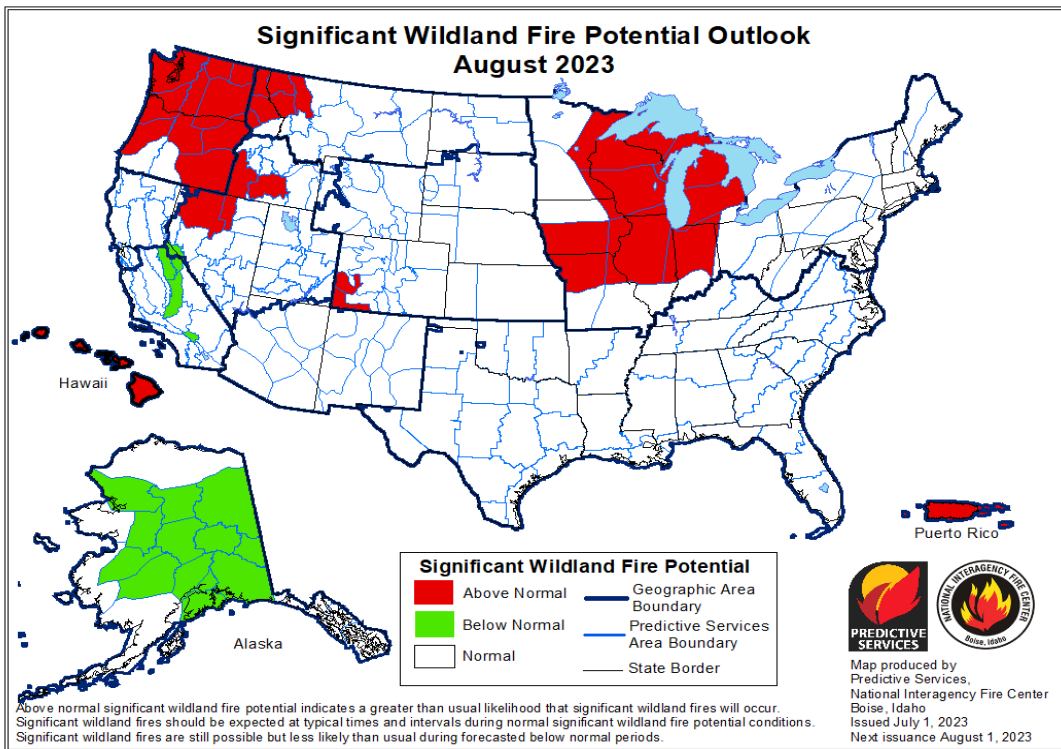 Significant Wildland Fire Potential Outlook
August 2023
Hawaii
Alaska
Puerto Rico
Significant Wildland Fire Potential
Above Normal
Below Normal
Normal
Geographic Area
Boundary
Predictive Services
Area Boundary
State Border
PREDICTIVE
SERVICES
NATIONAL INTERAGENCY FIRE CENTER
Boise, Idaho
Map produced by
Predictive Services,
National Interagency Fire Center
Boise, Idaho
Issued July 1, 2023
Next issuance August 1, 2023
Above normal significant wildland fire potential indicates a greater than usual likelihood that significant wildland fires will occur.
Significant wildland fires should be expected at typical times and intervals during normal significant wildland fire potential conditions.
Significant wildland fires are still possible but less likely than usual during forecasted below normal periods.